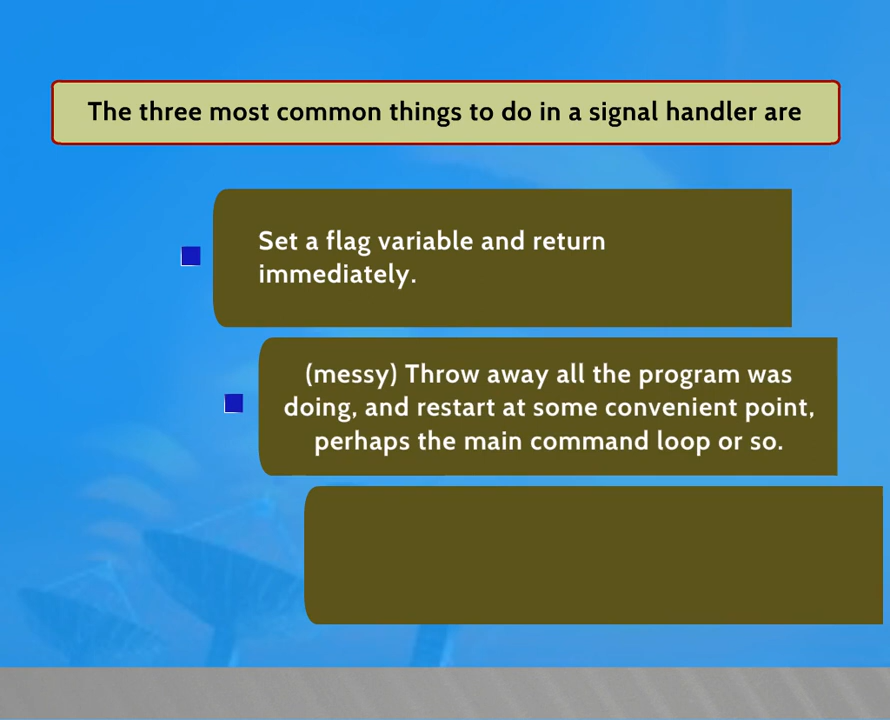 The three most common things to do in a signal handler are
Set a flag variable and return
immediately.
(messy) Throw away all the program was
doing, and restart at some convenient point,
perhaps the main command loop or so.